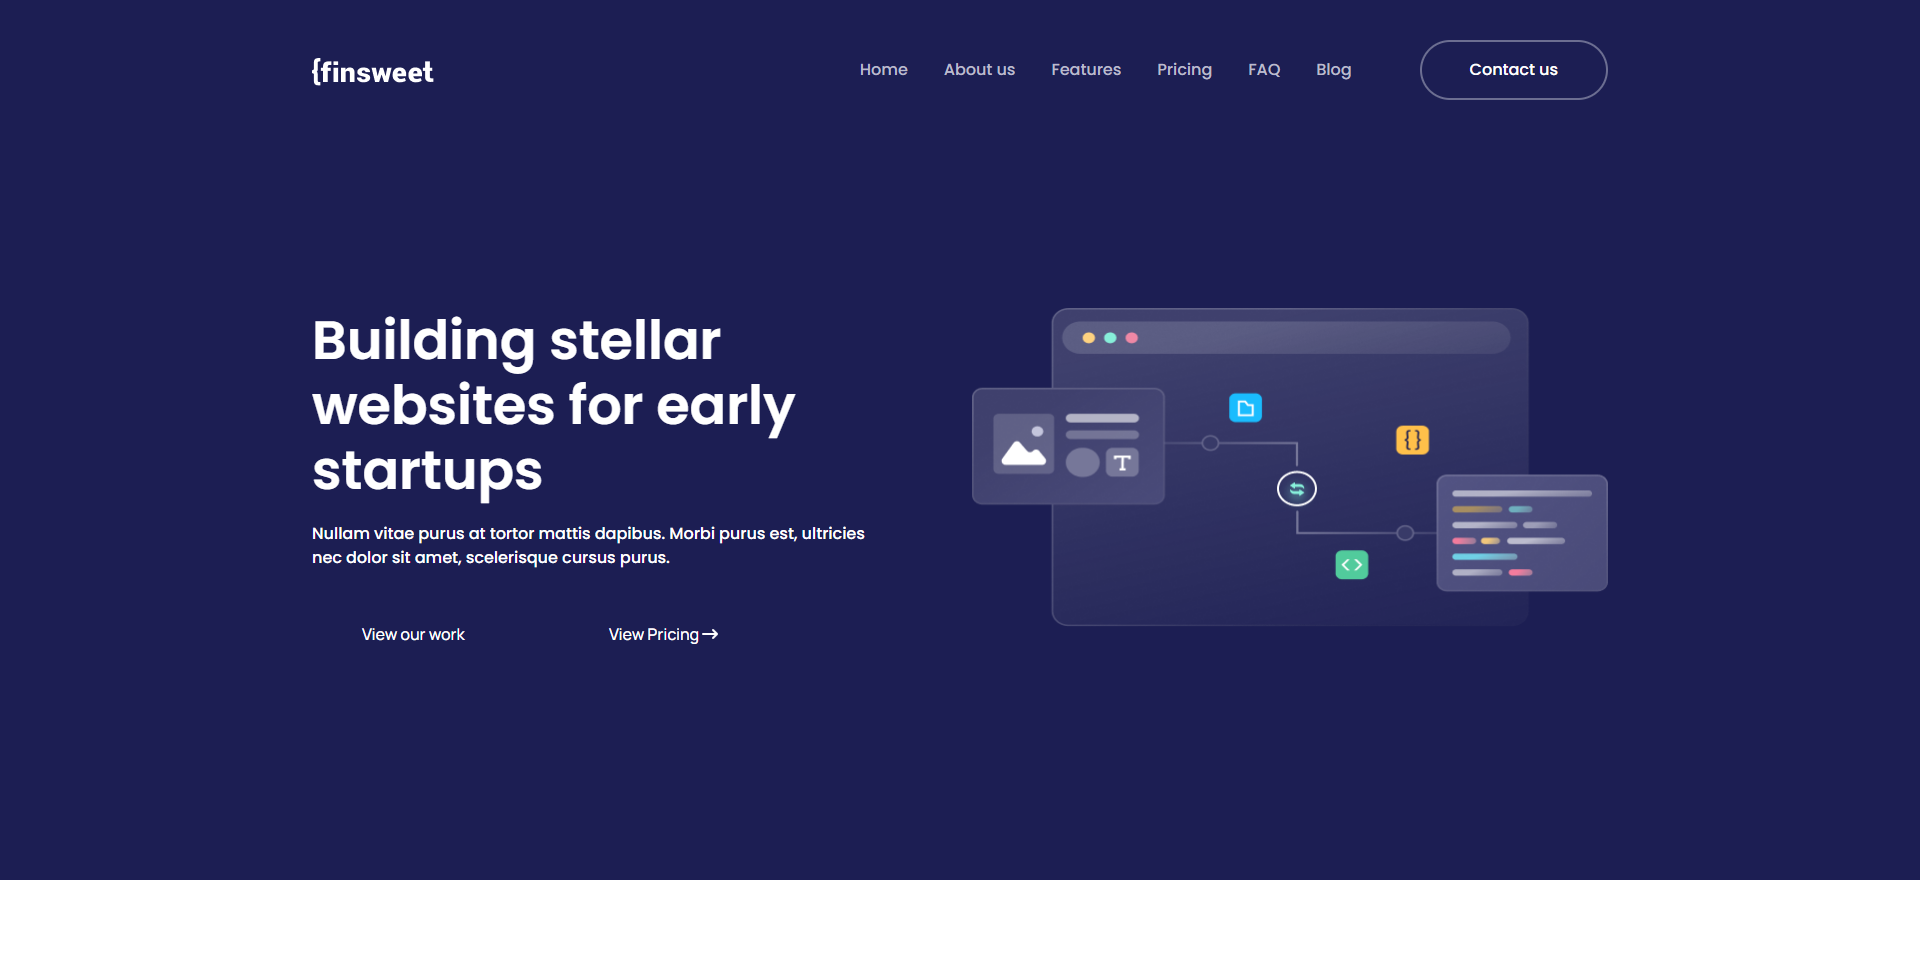 {finsweet
Home About us Features Pricing FAQ Blog Contact us
Building stellar
websites for early
startups
Nullam vitae purus at tortor mattis dapibus. Morbi purus est, ultricies
nec dolor sit amet, scelerisque cursus purus.
View our work View Pricing →
{ }
T
< >